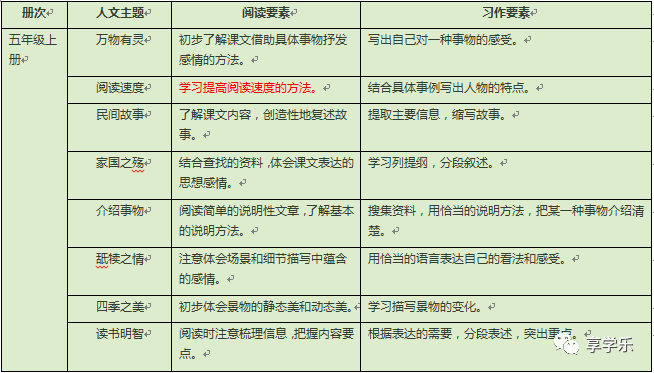 册次 人文主题 阅读要素 习作要素
五年级上册 万物有灵 初步了解课文借助具体事物抒发感情的方法。 写出自己对一种事物的感受。
阅读速度 学习提高阅读速度的方法。 结合具体事例写出人物的特点。
民间故事 了解课文内容，创造性地复述故事。 提取主要信息，缩写故事。
家国之殇 结合查找的资料，体会课文表达的思想感情。 学习列提纲，分段叙述。
介绍事物 阅读简单的说明性文章，了解基本的说明方法。 搜集资料，用恰当的说明方法，把某一种事物介绍清楚。
舐犊之情 注意体会场景和细节描写中蕴含的感情。 用恰当的语言表达自己的看法和感受。
四季之美 初步体会景物的静态美和动态美。 学习描写景物的变化。
读书明智 阅读时注意梳理信息，把握内容要点。 根据表达的需要，分段表述，突出重点。
享学乐